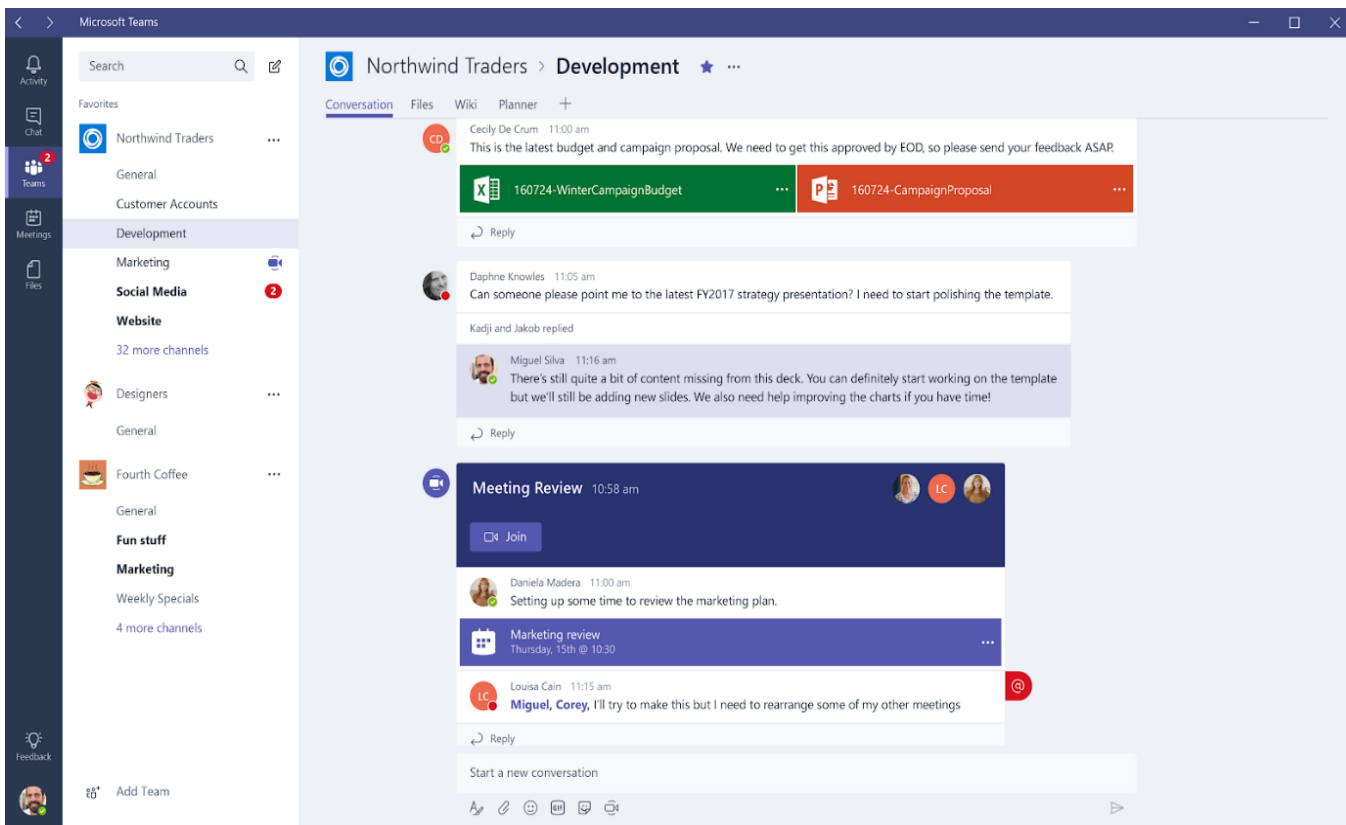 Microsoft Teams
Activity
Chat
2
Teams
Meetings
Files
Feedback
Search
Favorites
Northwind Traders
General
Customer Accounts
Development
Marketing
Social Media 2
Website
32 more channels
Designers
General
Fourth Coffee
General
Fun stuff
Marketing
Weekly Specials
4 more channels
Add Team
Northwind Traders > Development
Conversation Files Wiki Planner
CD
Cecily De Crum 11:00 am
This is the latest budget and campaign proposal. We need to get this approved by EOD, so please send your feedback ASAP.
160724-WinterCampaignBudget
160724-CampaignProposal
Reply
Daphne Knowles 11:05 am
Can someone please point me to the latest FY2017 strategy presentation? I need to start polishing the template.
Kadji and Jakob replied
Miguel Silva 11:16 am
There's still quite a bit of content missing from this deck. You can definitely start working on the template
but we'll still be adding new slides. We also need help improving the charts if you have time!
Reply
Meeting Review 10:58 am
LC
Join
Daniela Madera 11:00 am
Setting up some time to review the marketing plan.
Marketing review
Thursday, 15th @ 10:30
LC
Louisa Cain 11:15 am
Miguel, Corey, I'll try to make this but I need to rearrange some of my other meetings
@
Reply
Start a new conversation
GIF